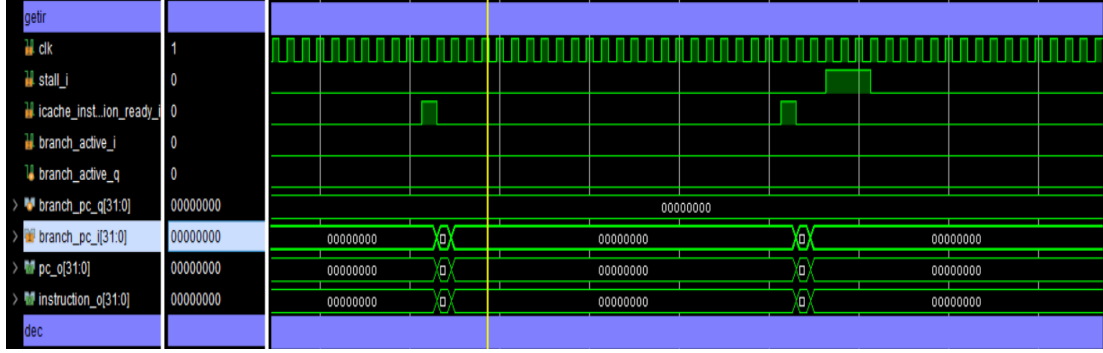 getir
clk 1
stall_i 0
icache_inst...ion_ready_i 0
branch_active_i 0
branch_active_q 0
branch_pc_q[31:0] 00000000 00000000
branch_pc_i[31:0] 00000000 00000000 00000000 00000000
pc_o[31:0] 00000000 00000000 00000000 00000000
instruction_o[31:0] 00000000 00000000 00000000 00000000
dec